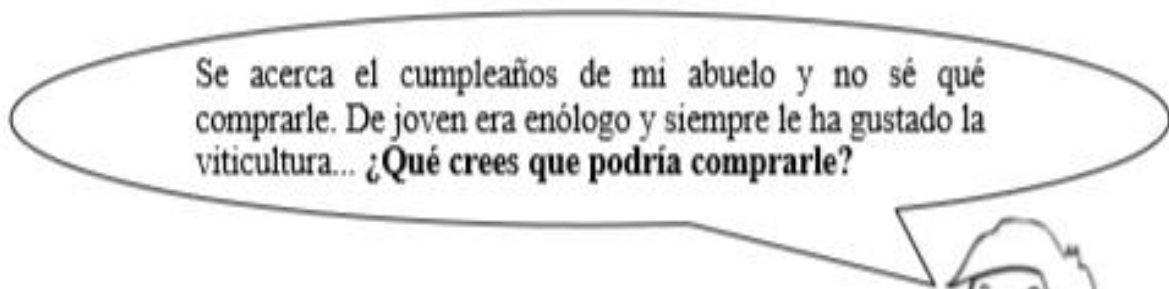 Se acerca el cumpleaños de mi abuelo y no sé qué
comprarle. De joven era enólogo y siempre le ha gustado la
viticultura... ¿Qué crees que podría comprarle?